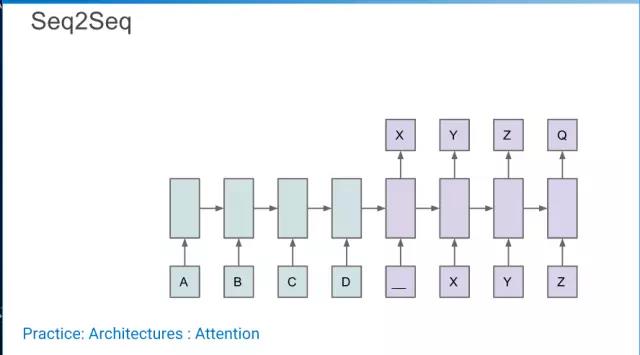 Seq2Seq
X Y Z Q
A B C D __ X Y Z
Practice: Architectures : Attention